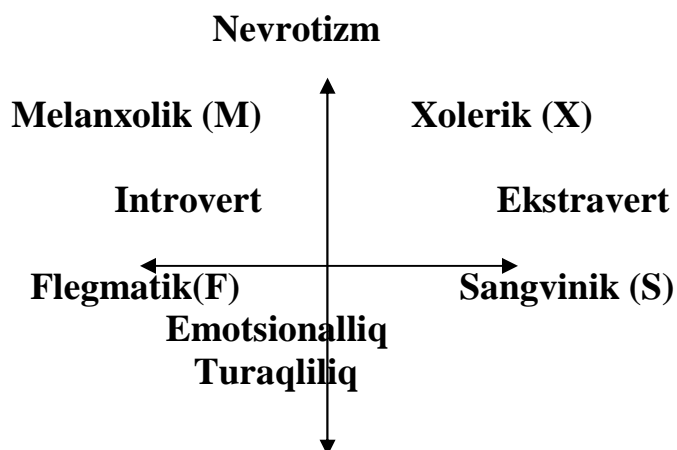 Nevrotizm
Melanxolik (M) Xolerik (X)
Introvert Ekstravert
Flegmatik(F) Sangvinik (S)
Emotsionalliq
Turaqliliq